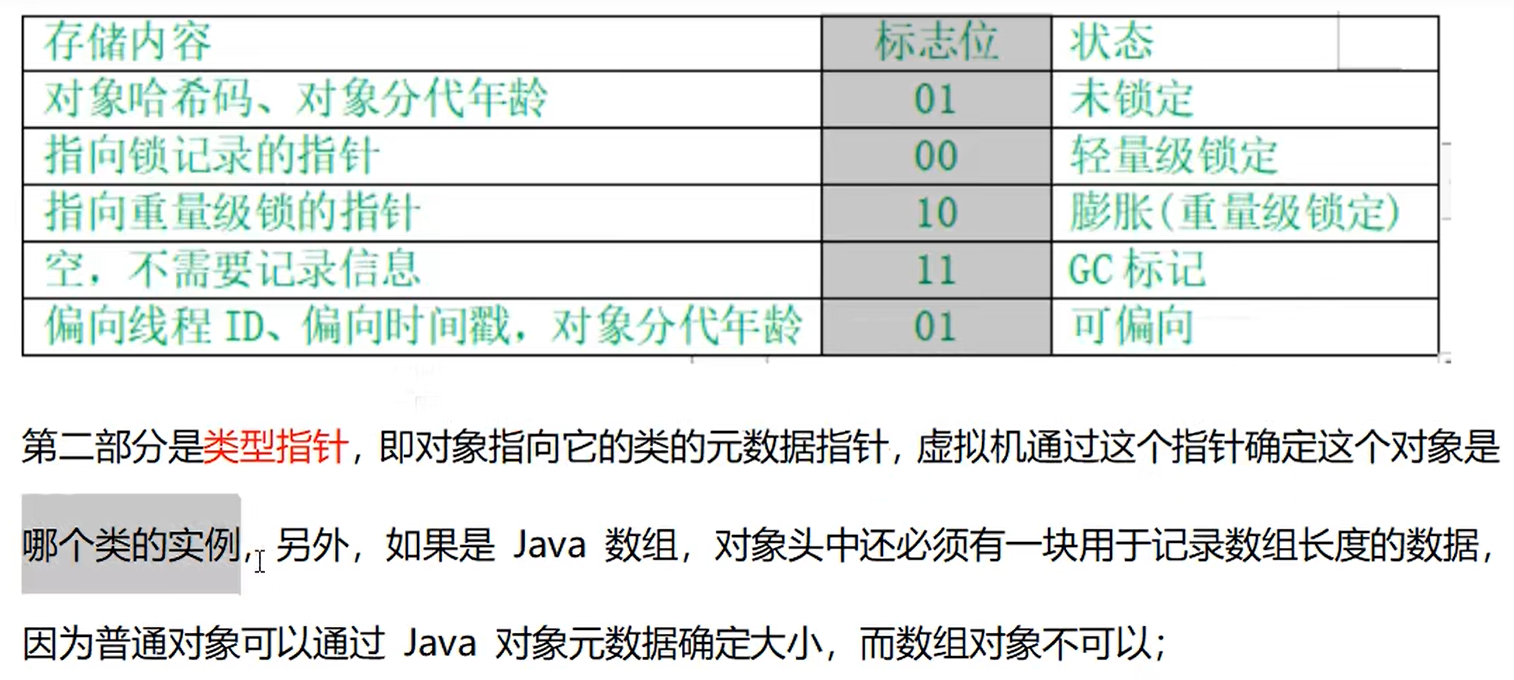 存储内容 标志位 状态
对象哈希码、对象分代年龄 01 未锁定
指向锁记录的指针 00 轻量级锁定
指向重量级锁的指针 10 膨胀(重量级锁定)
空，不需要记录信息 11 GC标记
偏向线程ID、偏向时间戳，对象分代年龄 01 可偏向
第二部分是类型指针，即对象指向它的类的元数据指针，虚拟机通过这个指针确定这个对象是
哪个类的实例，另外，如果是 Java 数组，对象头中还必须有一块用于记录数组长度的数据，
因为普通对象可以通过 Java 对象元数据确定大小，而数组对象不可以；